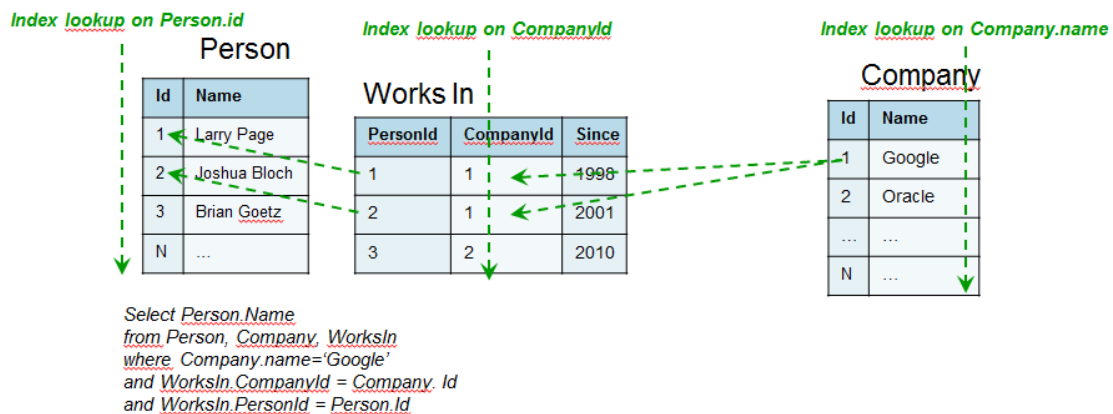 Index lookup on Person.id
Person
Id Name
1 Larry Page
2 Joshua Bloch
3 Brian Goetz
N ...
Index lookup on CompanyId
Works In
PersonId CompanyId Since
1 1 1998
2 1 2001
3 2 2010
Index lookup on Company.name
Company
Id Name
1 Google
2 Oracle
... ...
N ...
Select Person.Name
from Person, Company, WorksIn
where Company.name=‘Google’
and WorksIn.CompanyId = Company. Id
and WorksIn.PersonId = Person.Id